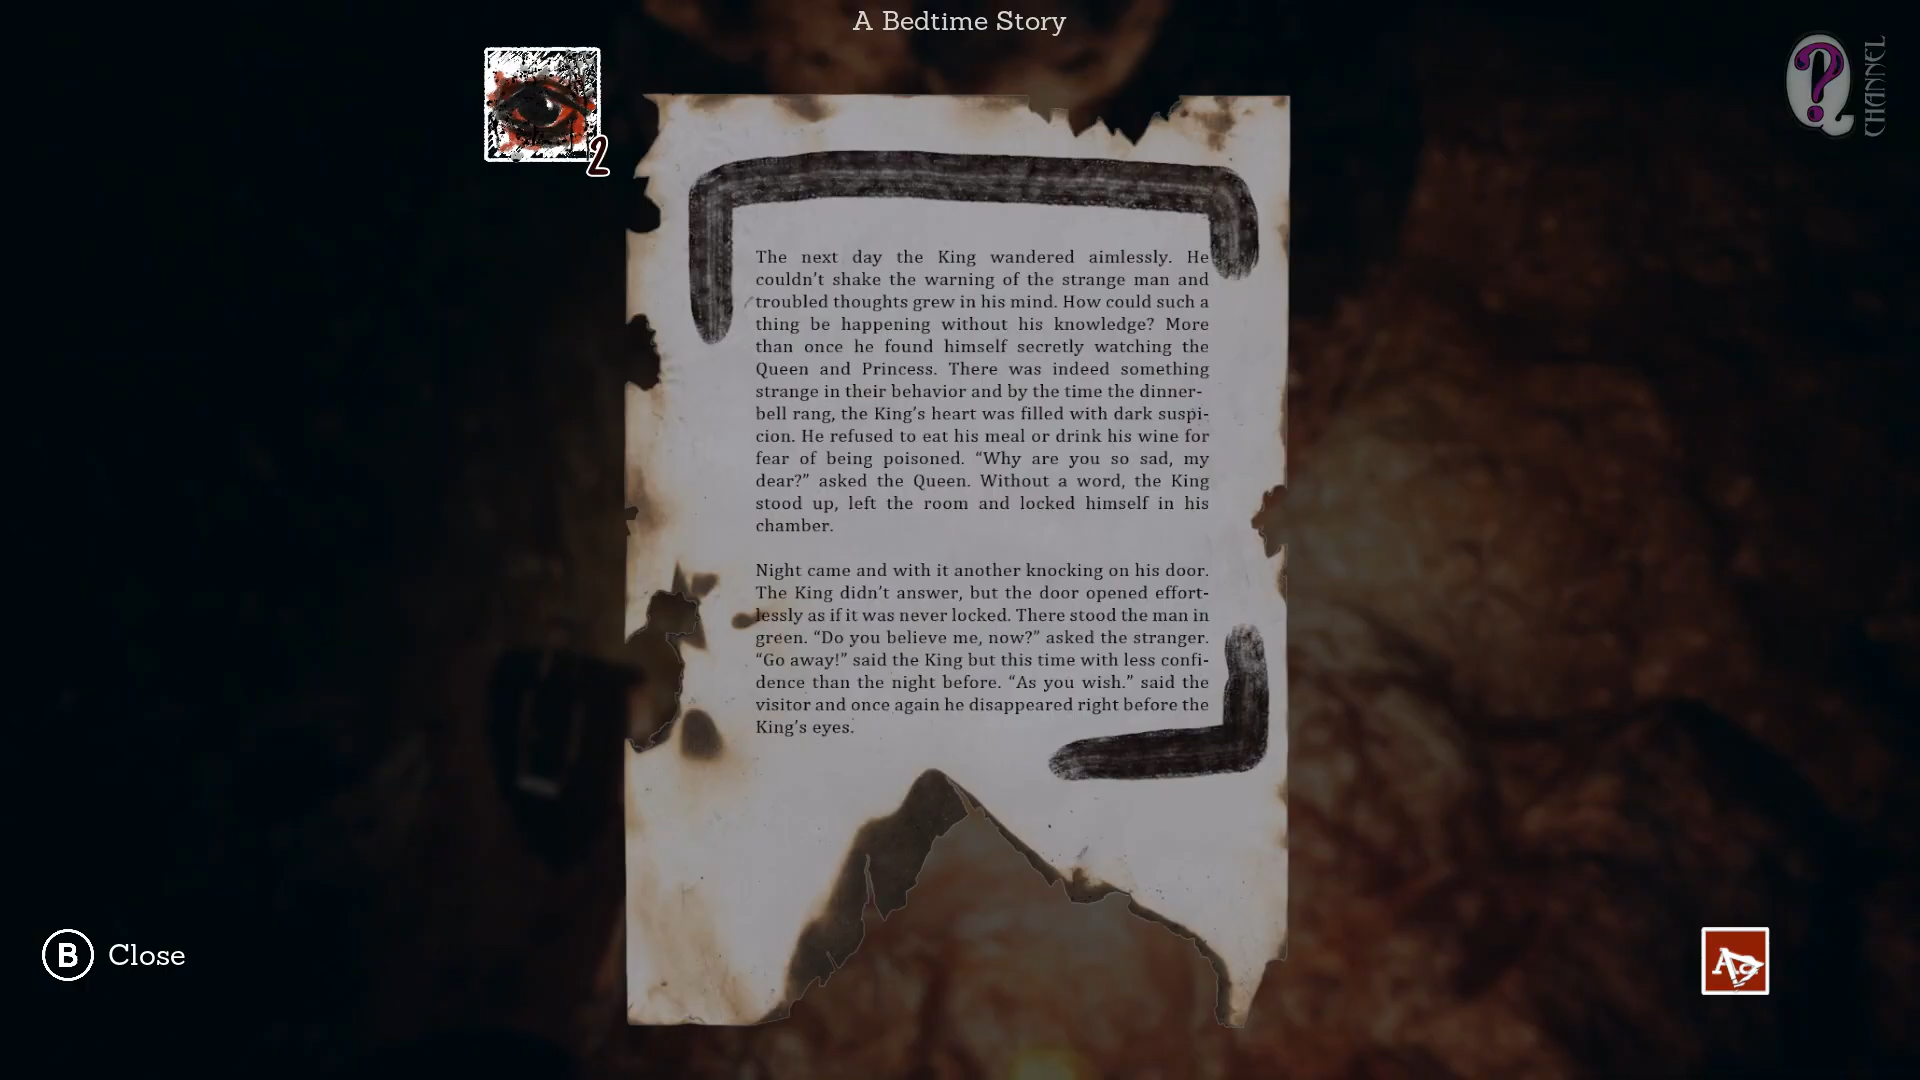 A Bedtime Story
2
?
CHANNEL
The next day the King wandered aimlessly. He
couldn't shake the warning of the strange man and
troubled thoughts grew in his mind. How could such a
thing be happening without his knowledge? More
than once he found himself secretly watching the
Queen and Princess. There was indeed something
strange in their behavior and by the time the dinner-
bell rang, the King's heart was filled with dark suspi-
cion. He refused to eat his meal or drink his wine for
fear of being poisoned. “Why are you so sad, my
dear?” asked the Queen. Without a word, the King
stood up, left the room and locked himself in his
chamber.
Night came and with it another knocking on his door.
The King didn't answer, but the door opened effort-
lessly as if it was never locked. There stood the man in
green. “Do you believe me, now?” asked the stranger.
“Go away!” said the King but this time with less confi-
dence than the night before. “As you wish.” said the
visitor and once again he disappeared right before the
King's eyes.
B Close